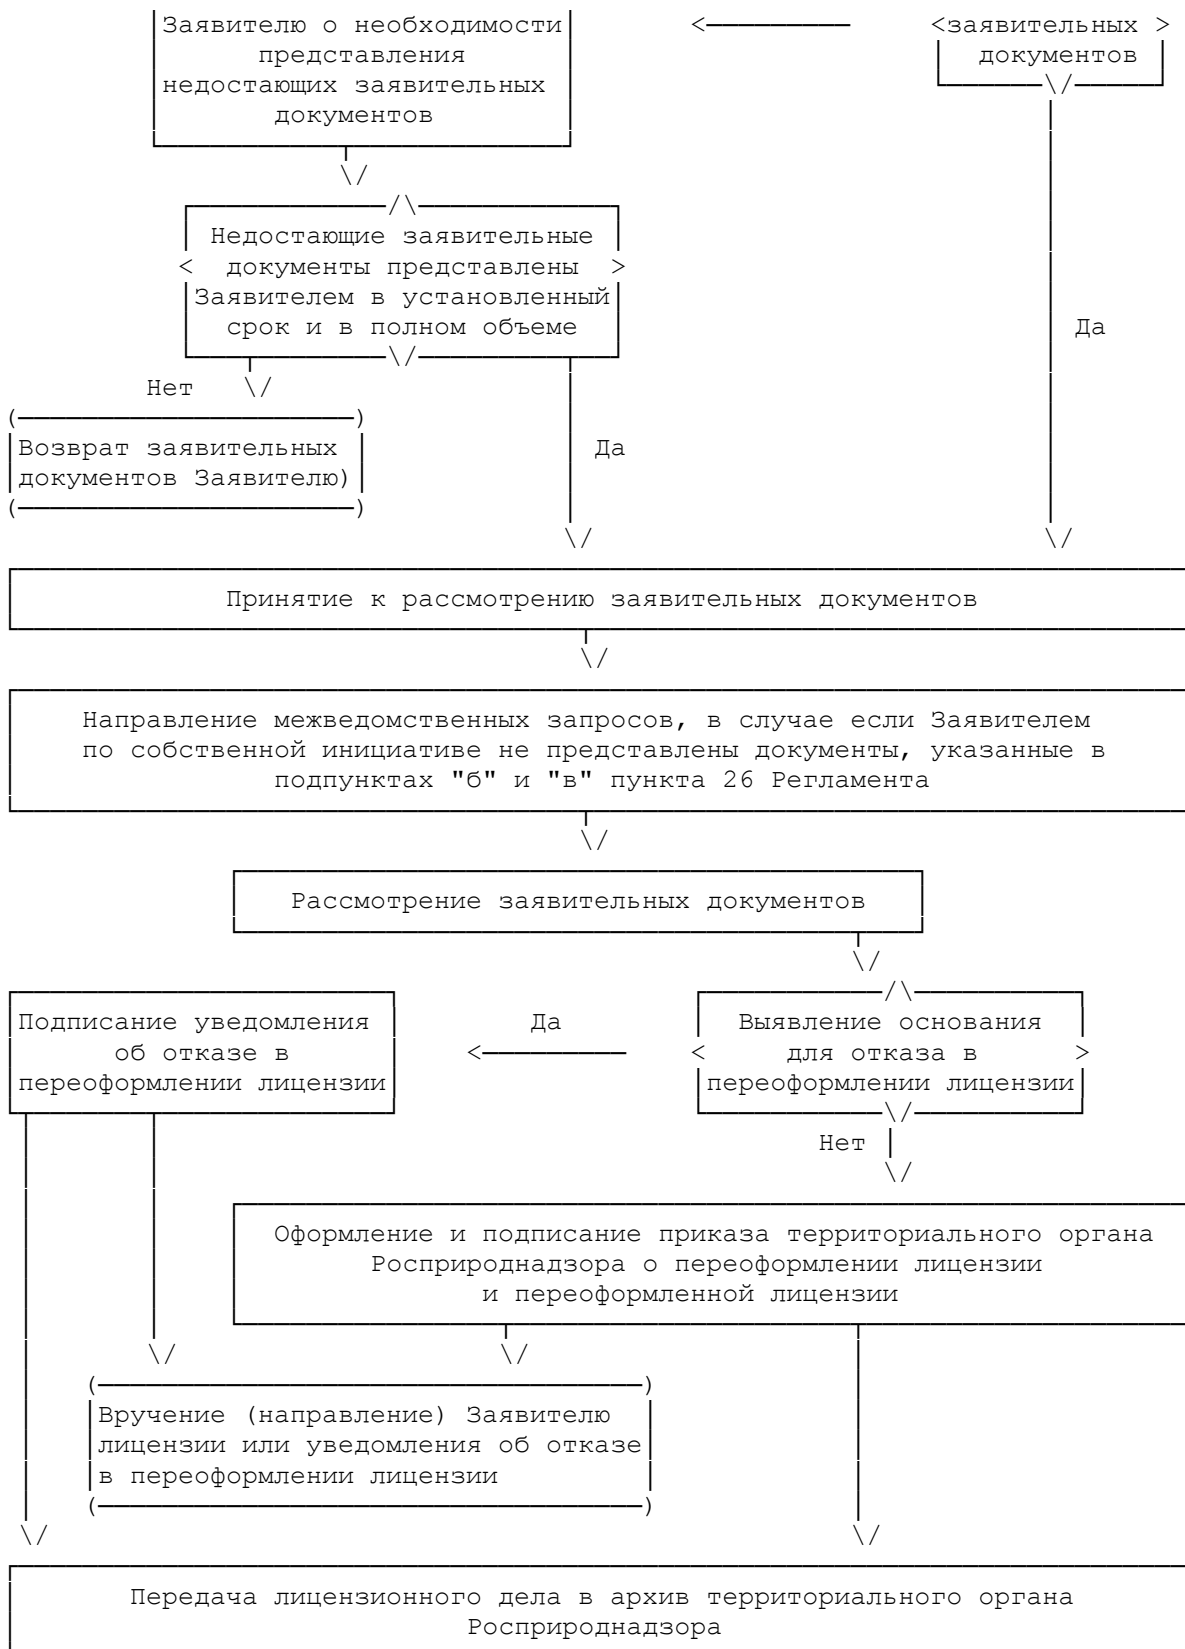 Заявителю о необходимости
представления
недостающих заявительных
документов
заявительных
документов
Недостающие заявительные
документы представлены
Заявителем в установленный
срок и в полном объеме
Да
Нет
Возврат заявительных
документов Заявителю)
Да
Принятие к рассмотрению заявительных документов
Направление межведомственных запросов, в случае если Заявителем
по собственной инициативе не представлены документы, указанные в
подпунктах "б" и "в" пункта 26 Регламента
Рассмотрение заявительных документов
Подписание уведомления
об отказе в
переоформлении лицензии
Да
Выявление основания
для отказа в
переоформлении лицензии
Нет
Оформление и подписание приказа территориального органа
Росприроднадзора о переоформлении лицензии
и переоформленной лицензии
Вручение (направление) Заявителю
лицензии или уведомления об отказе
в переоформлении лицензии
Передача лицензионного дела в архив территориального органа
Росприроднадзора